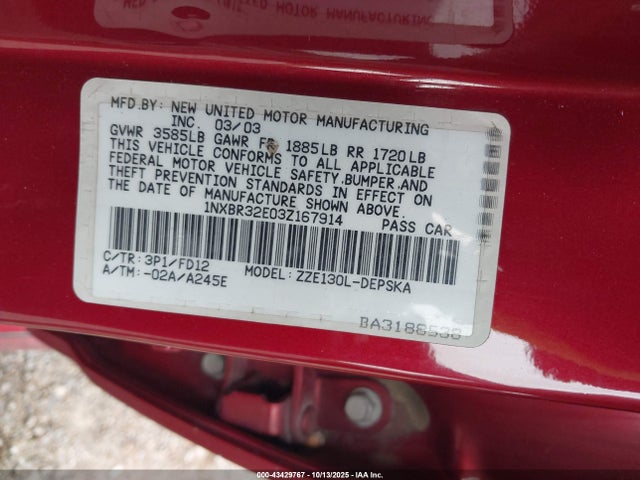 MFD.BY: NEW UNITED MOTOR MANUFACTURING
INC. 03/03
GVWR 3585LB GAWR FR 1885LB RR 1720LB
THIS VEHICLE CONFORMS TO ALL APPLICABLE
FEDERAL MOTOR VEHICLE SAFETY,BUMPER,AND
THEFT PREVENTION STANDARDS IN EFFECT ON
THE DATE OF MANUFACTURE SHOWN ABOVE.
1NXBR32E03Z167914 PASS CAR
C/TR: 3P1/FD12
A/TM: -02A/A245E MODEL: ZZE130L-DEPSKA
000-43429767 | 10/13/2025 | IAA Inc.